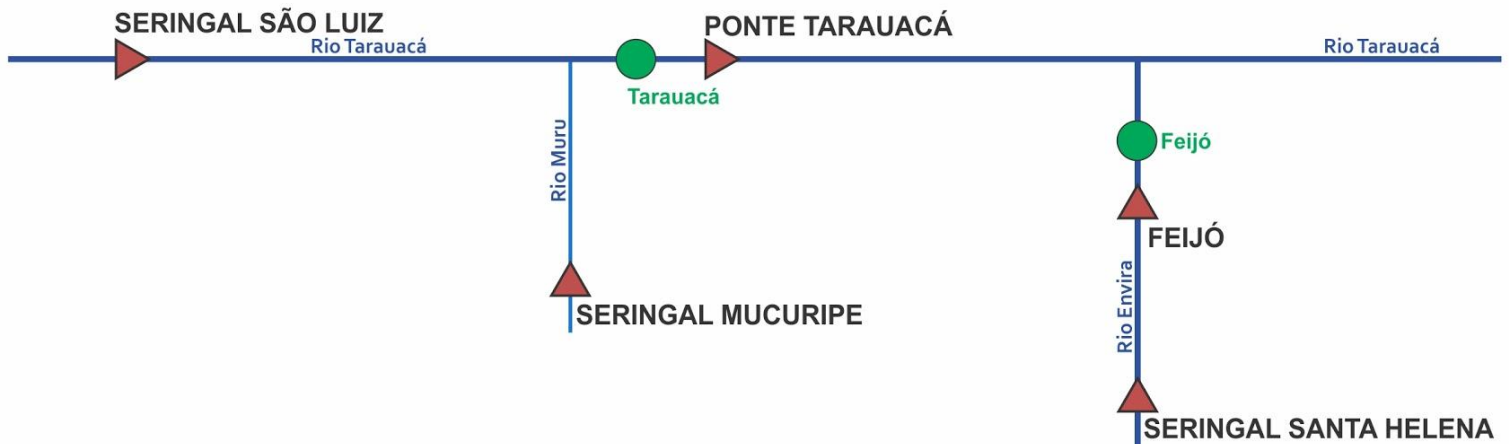 SERINGAL SÃO LUIZ
Rio Tarauacá
PONTE TARAUACÁ
Rio Tarauacá
Tarauacá
Rio Muru
Feijó
FEIJÓ
Rio Envira
SERINGAL MUCURIPE
SERINGAL SANTA HELENA